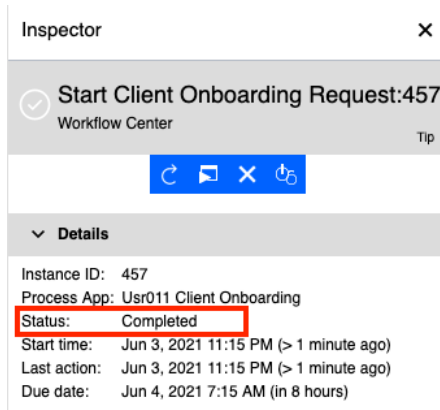 Inspector
Start Client Onboarding Request:457
Workflow Center
Tip
Details
Instance ID: 457
Process App: Usr011 Client Onboarding
Status: Completed
Start time: Jun 3, 2021 11:15 PM (> 1 minute ago)
Last action: Jun 3, 2021 11:15 PM (> 1 minute ago)
Due date: Jun 4, 2021 7:15 AM (in 8 hours)